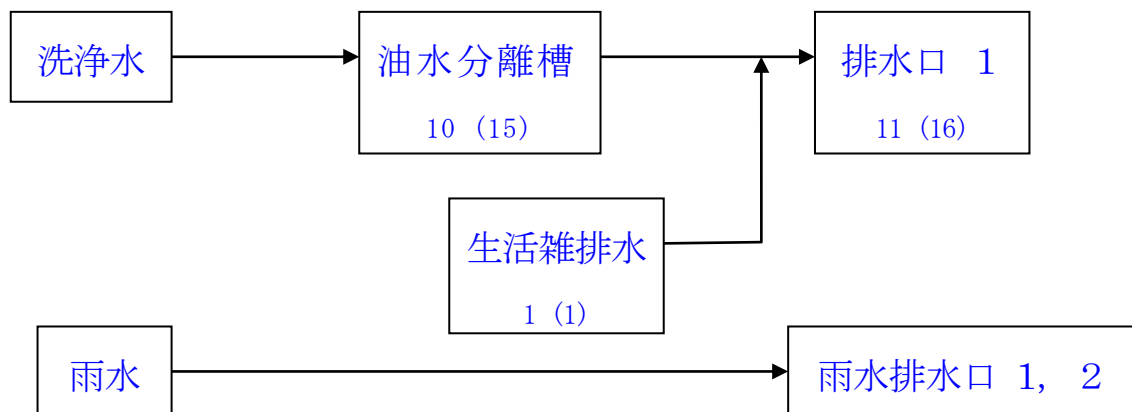 洗浄水
油水分離槽
10 (15)
排水口 1
11 (16)
生活雑排水
1 (1)
雨水
雨水排水口 1, 2